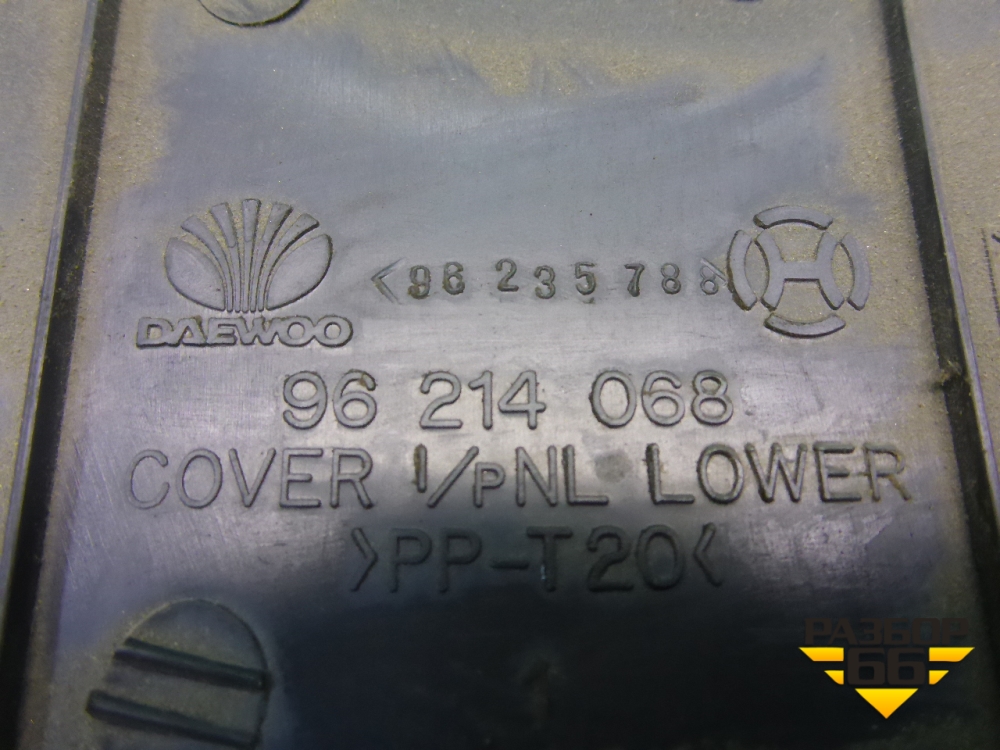 <96 235 788>
H
DAEWOO
96 214 068
COVER I/PNL LOWER
>PP-T20<
РАЗБОР
66